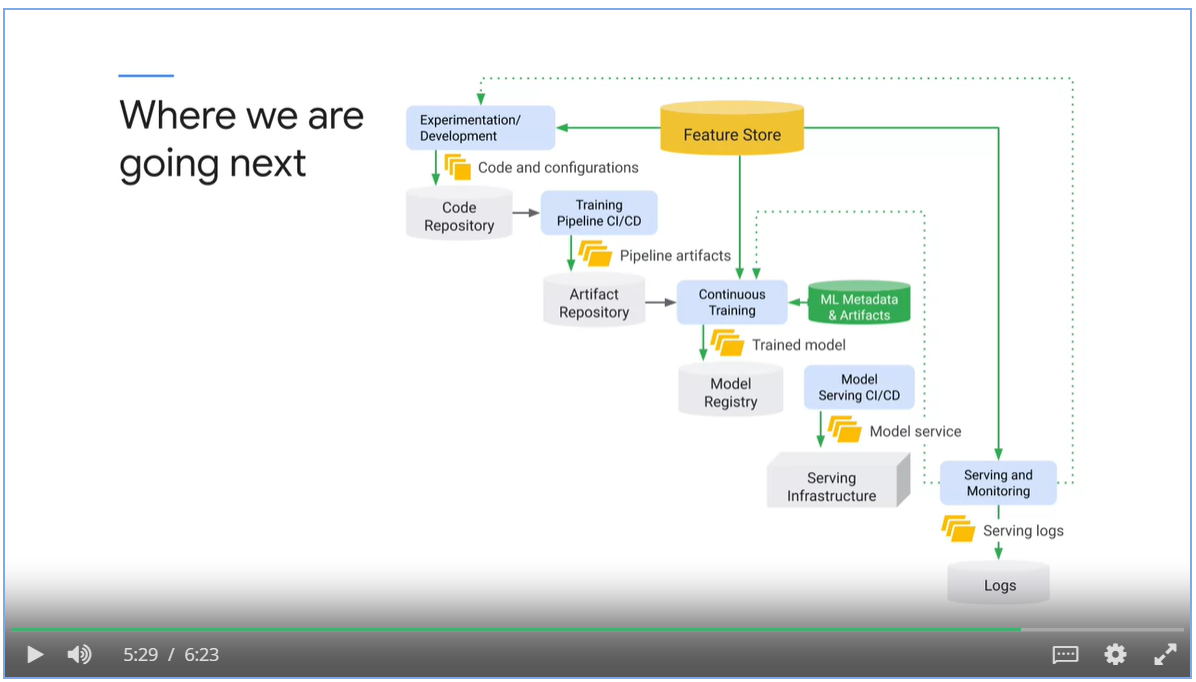 Where we are
going next
Experimentation/
Development
Feature Store
Code and configurations
Code
Repository
Training
Pipeline CI/CD
Pipeline artifacts
Artifact
Repository
Continuous
Training
ML Metadata
& Artifacts
Trained model
Model
Registry
Model
Serving CI/CD
Model service
Serving
Infrastructure
Serving and
Monitoring
Serving logs
Logs
5:29 / 6:23